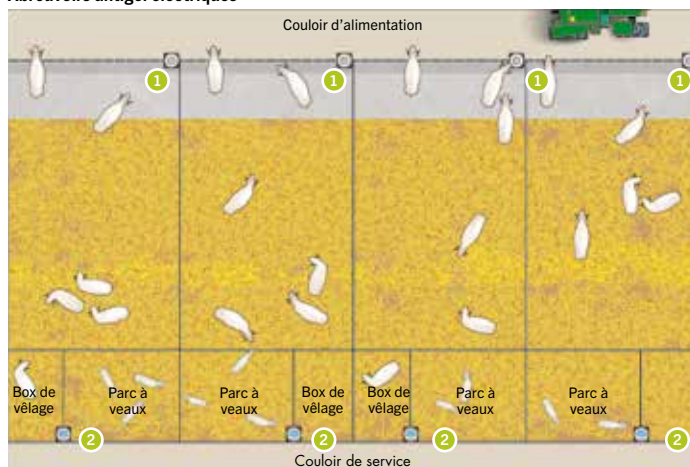 Abreuvoirs antigel électriques
Couloir d'alimentation
1
1
1
1
Box de
vêlage
Parc à
veaux
Parc à
veaux
Box de
vêlage
Box de
vêlage
Parc à
veaux
Parc à
veaux
2
2
2
2
Couloir de service